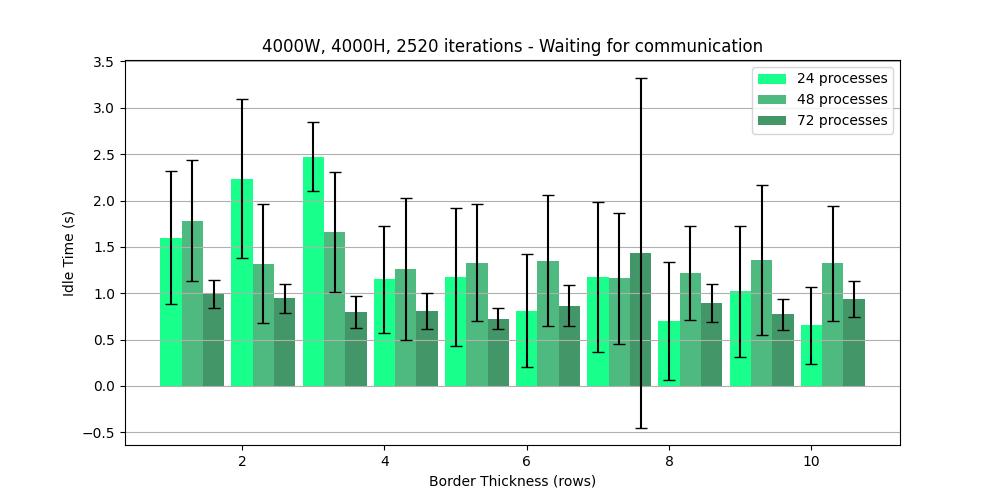 4000W, 4000H, 2520 iterations - Waiting for communication
24 processes
48 processes
72 processes
Idle Time (s)
3.5
3.0
2.5
2.0
1.5
1.0
0.5
0.0
−0.5
2 4 6 8 10
Border Thickness (rows)